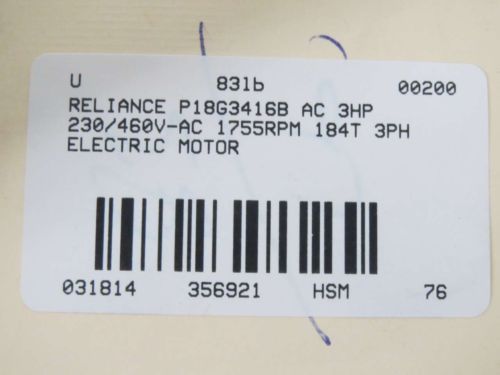 U 831b 00200
RELIANCE P18G3416B AC 3HP
230/460V-AC 1755RPM 184T 3PH
ELECTRIC MOTOR
031814 356921 HSM 76